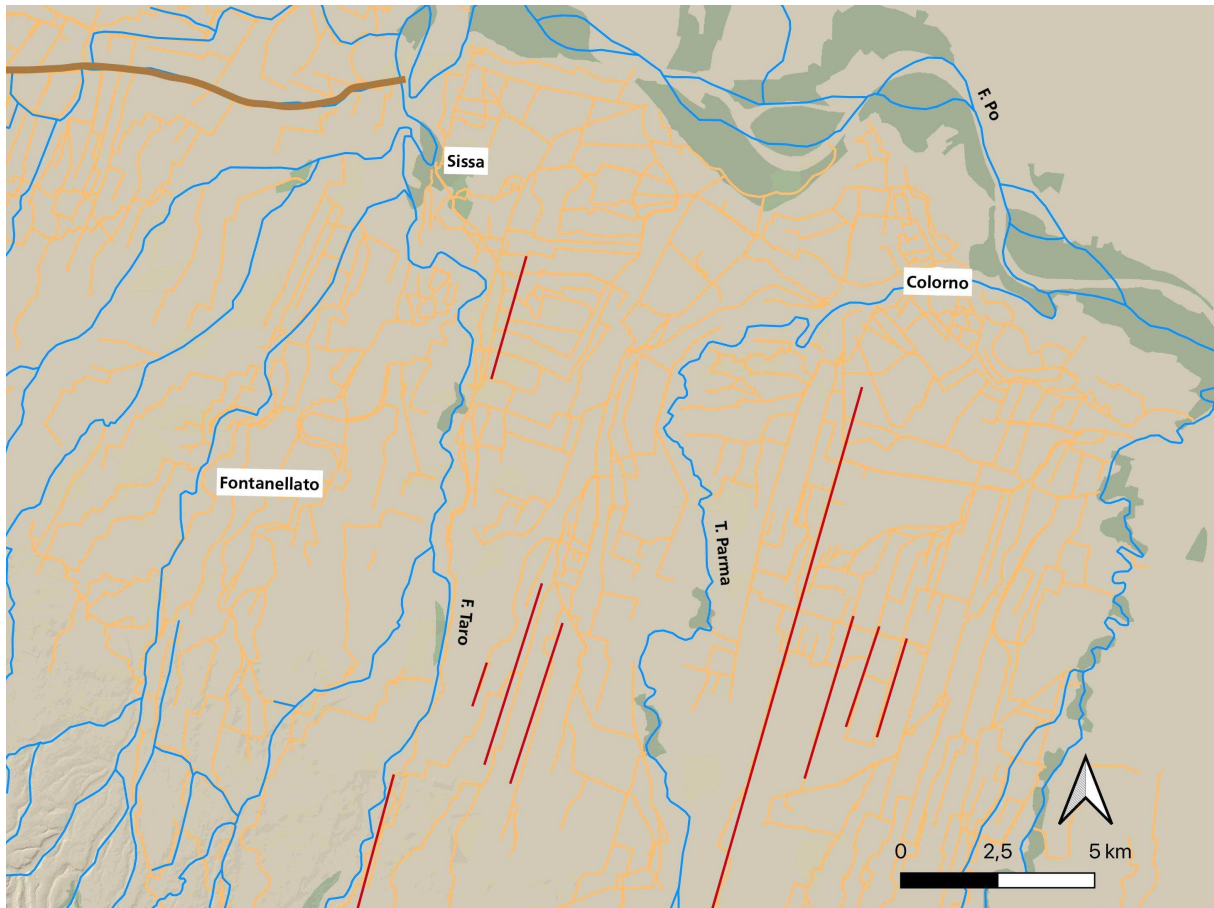 F. Po
Sissa
Colorno
Fontanellato
T. Parma
F. Taro
0 2,5 5 km